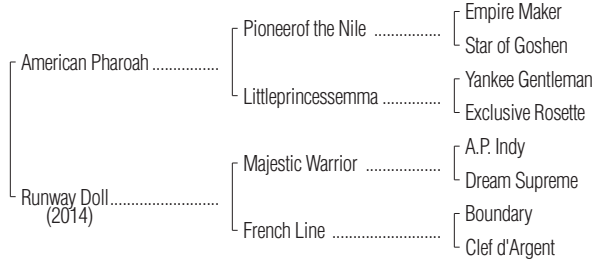 Empire Maker
Pioneerof the Nile ................
Star of Goshen
American Pharoah ................
Yankee Gentleman
Littleprincessemma ..............
Exclusive Rosette
A.P. Indy
Majestic Warrior ..................
Dream Supreme
Runway Doll..........................
(2014)
Boundary
French Line ..........................
Clef d'Argent